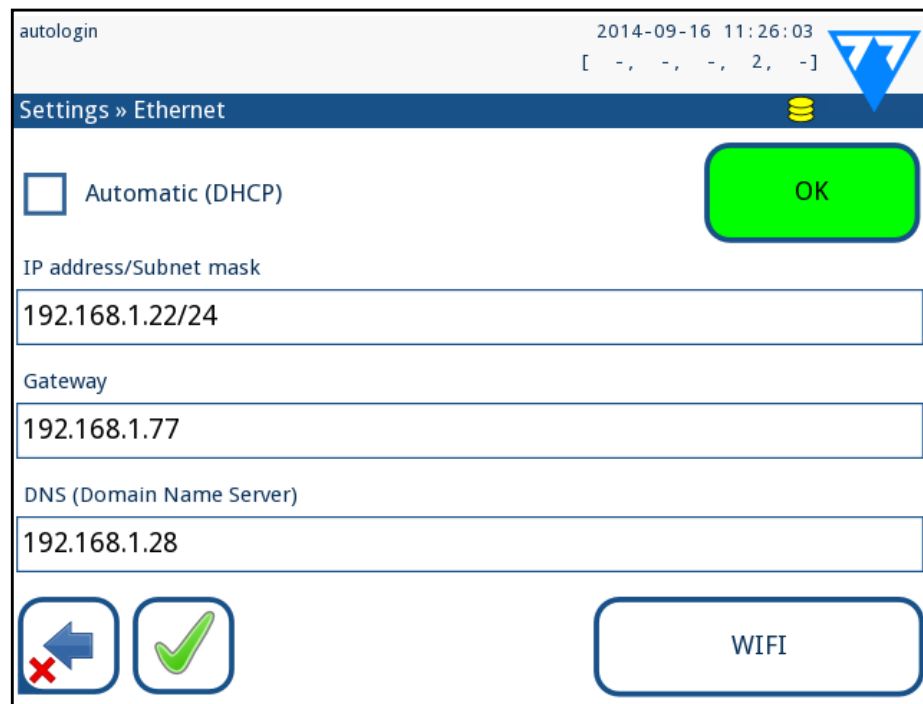 autologin
2014-09-16 11:26:03
[ -, -, -, 2, -]
Settings » Ethernet
Automatic (DHCP)
OK
IP address/Subnet mask
192.168.1.22/24
Gateway
192.168.1.77
DNS (Domain Name Server)
192.168.1.28
WIFI